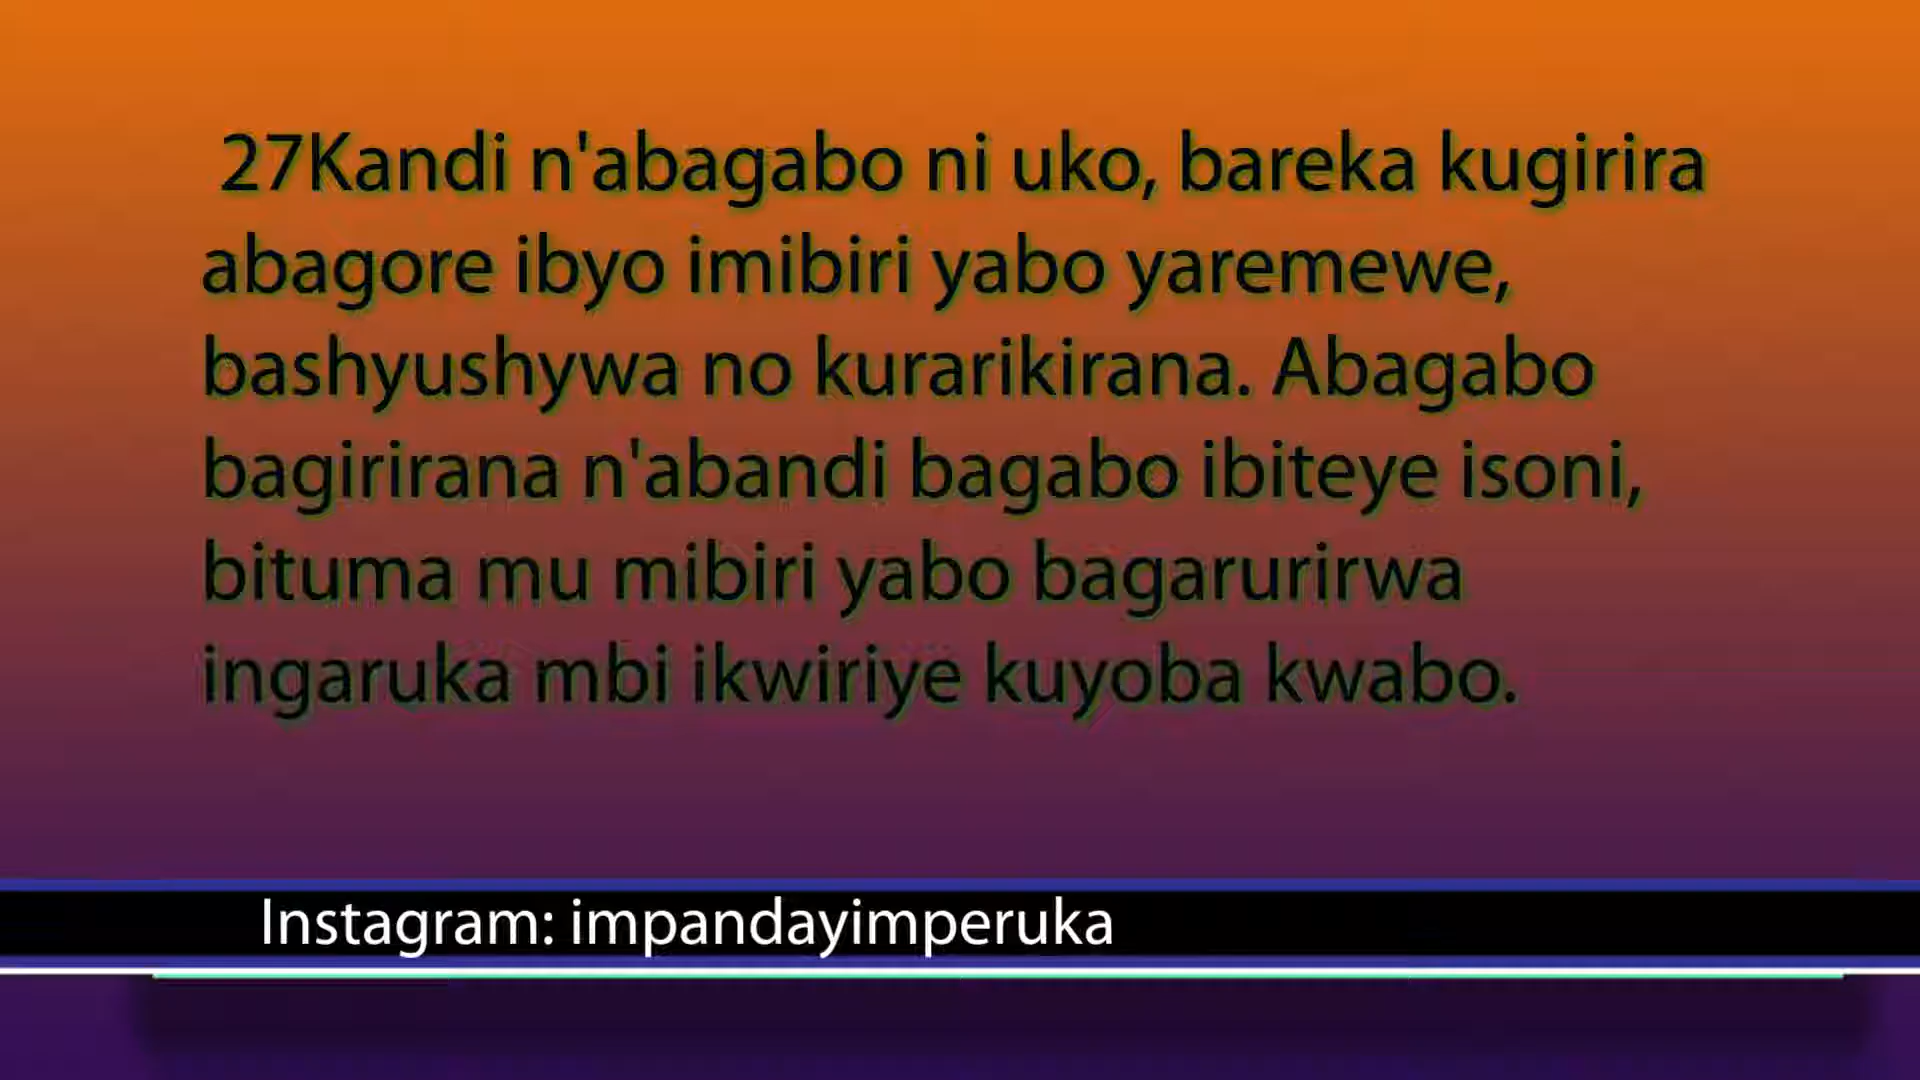 27Kandi n'abagabo ni uko, bareka kugirira
abagore ibyo imibiri yabo yaremewe,
bashyushywa no kurarikirana. Abagabo
bagirirana n'abandi bagabo ibiteye isoni,
bituma mu mibiri yabo bagarurirwa
ingaruka mbi ikwiriye kuyoba kwabo.
Instagram: impandayimperuka